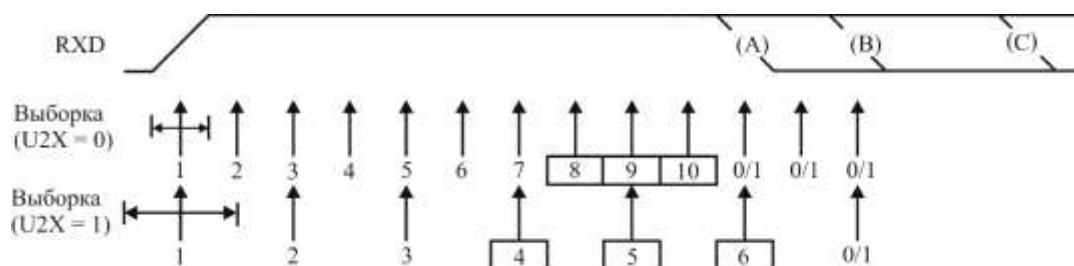 RXD (A) (B) (C)
Выборка
(U2X = 0)
1 2 3 4 5 6 7 8 9 10 0/1 0/1 0/1
Выборка
(U2X = 1)
1 2 3 4 5 6 0/1